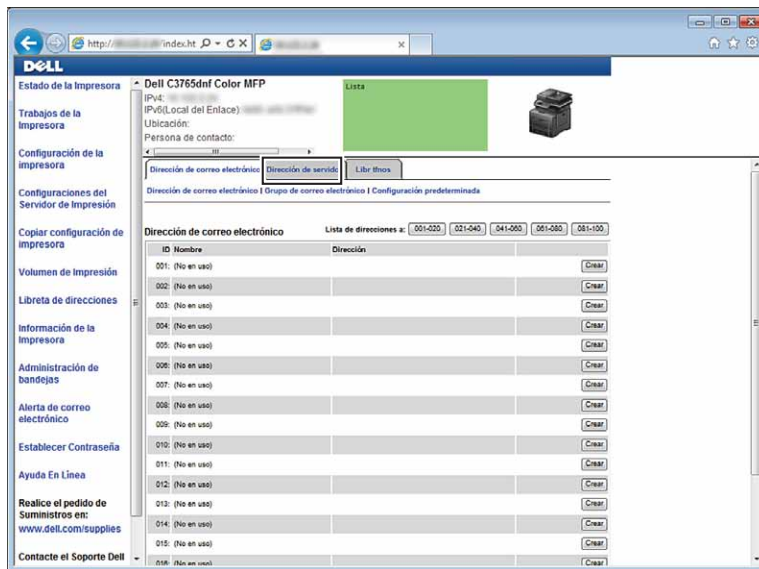 http://
index.ht
DELL
Estado de la Impresora
Trabajos de la
Impresora
Configuración de la
impresora
Configuraciones del
Servidor de Impresión
Copiar configuración de
impresora
Volumen de Impresión
Libreta de direcciones
Información de la
Impresora
Administración de
bandejas
Alerta de correo
electrónico
Establecer Contraseña
Ayuda En Línea
Realice el pedido de
Suministros en:
www.dell.com/supplies
Contacte el Soporte Dell
Dell C3765dnf Color MFP
IPv4:
IPv6(Local del Enlace)
Ubicación:
Persona de contacto:
Lista
Dirección de correo electrónico Dirección de servido Libr tfnos
Dirección de correo electrónico | Grupo de correo electrónico | Configuración predeterminada
Dirección de correo electrónico Lista de direcciones a: 001-020 021-040 041-060 061-080 081-100
ID Nombre Dirección
001: (No en uso) Crear
002: (No en uso) Crear
003: (No en uso) Crear
004: (No en uso) Crear
005: (No en uso) Crear
006: (No en uso) Crear
007: (No en uso) Crear
008: (No en uso) Crear
009: (No en uso) Crear
010: (No en uso) Crear
011: (No en uso) Crear
012: (No en uso) Crear
013: (No en uso) Crear
014: (No en uso) Crear
015: (No en uso) Crear
016: (No en uso) Crear